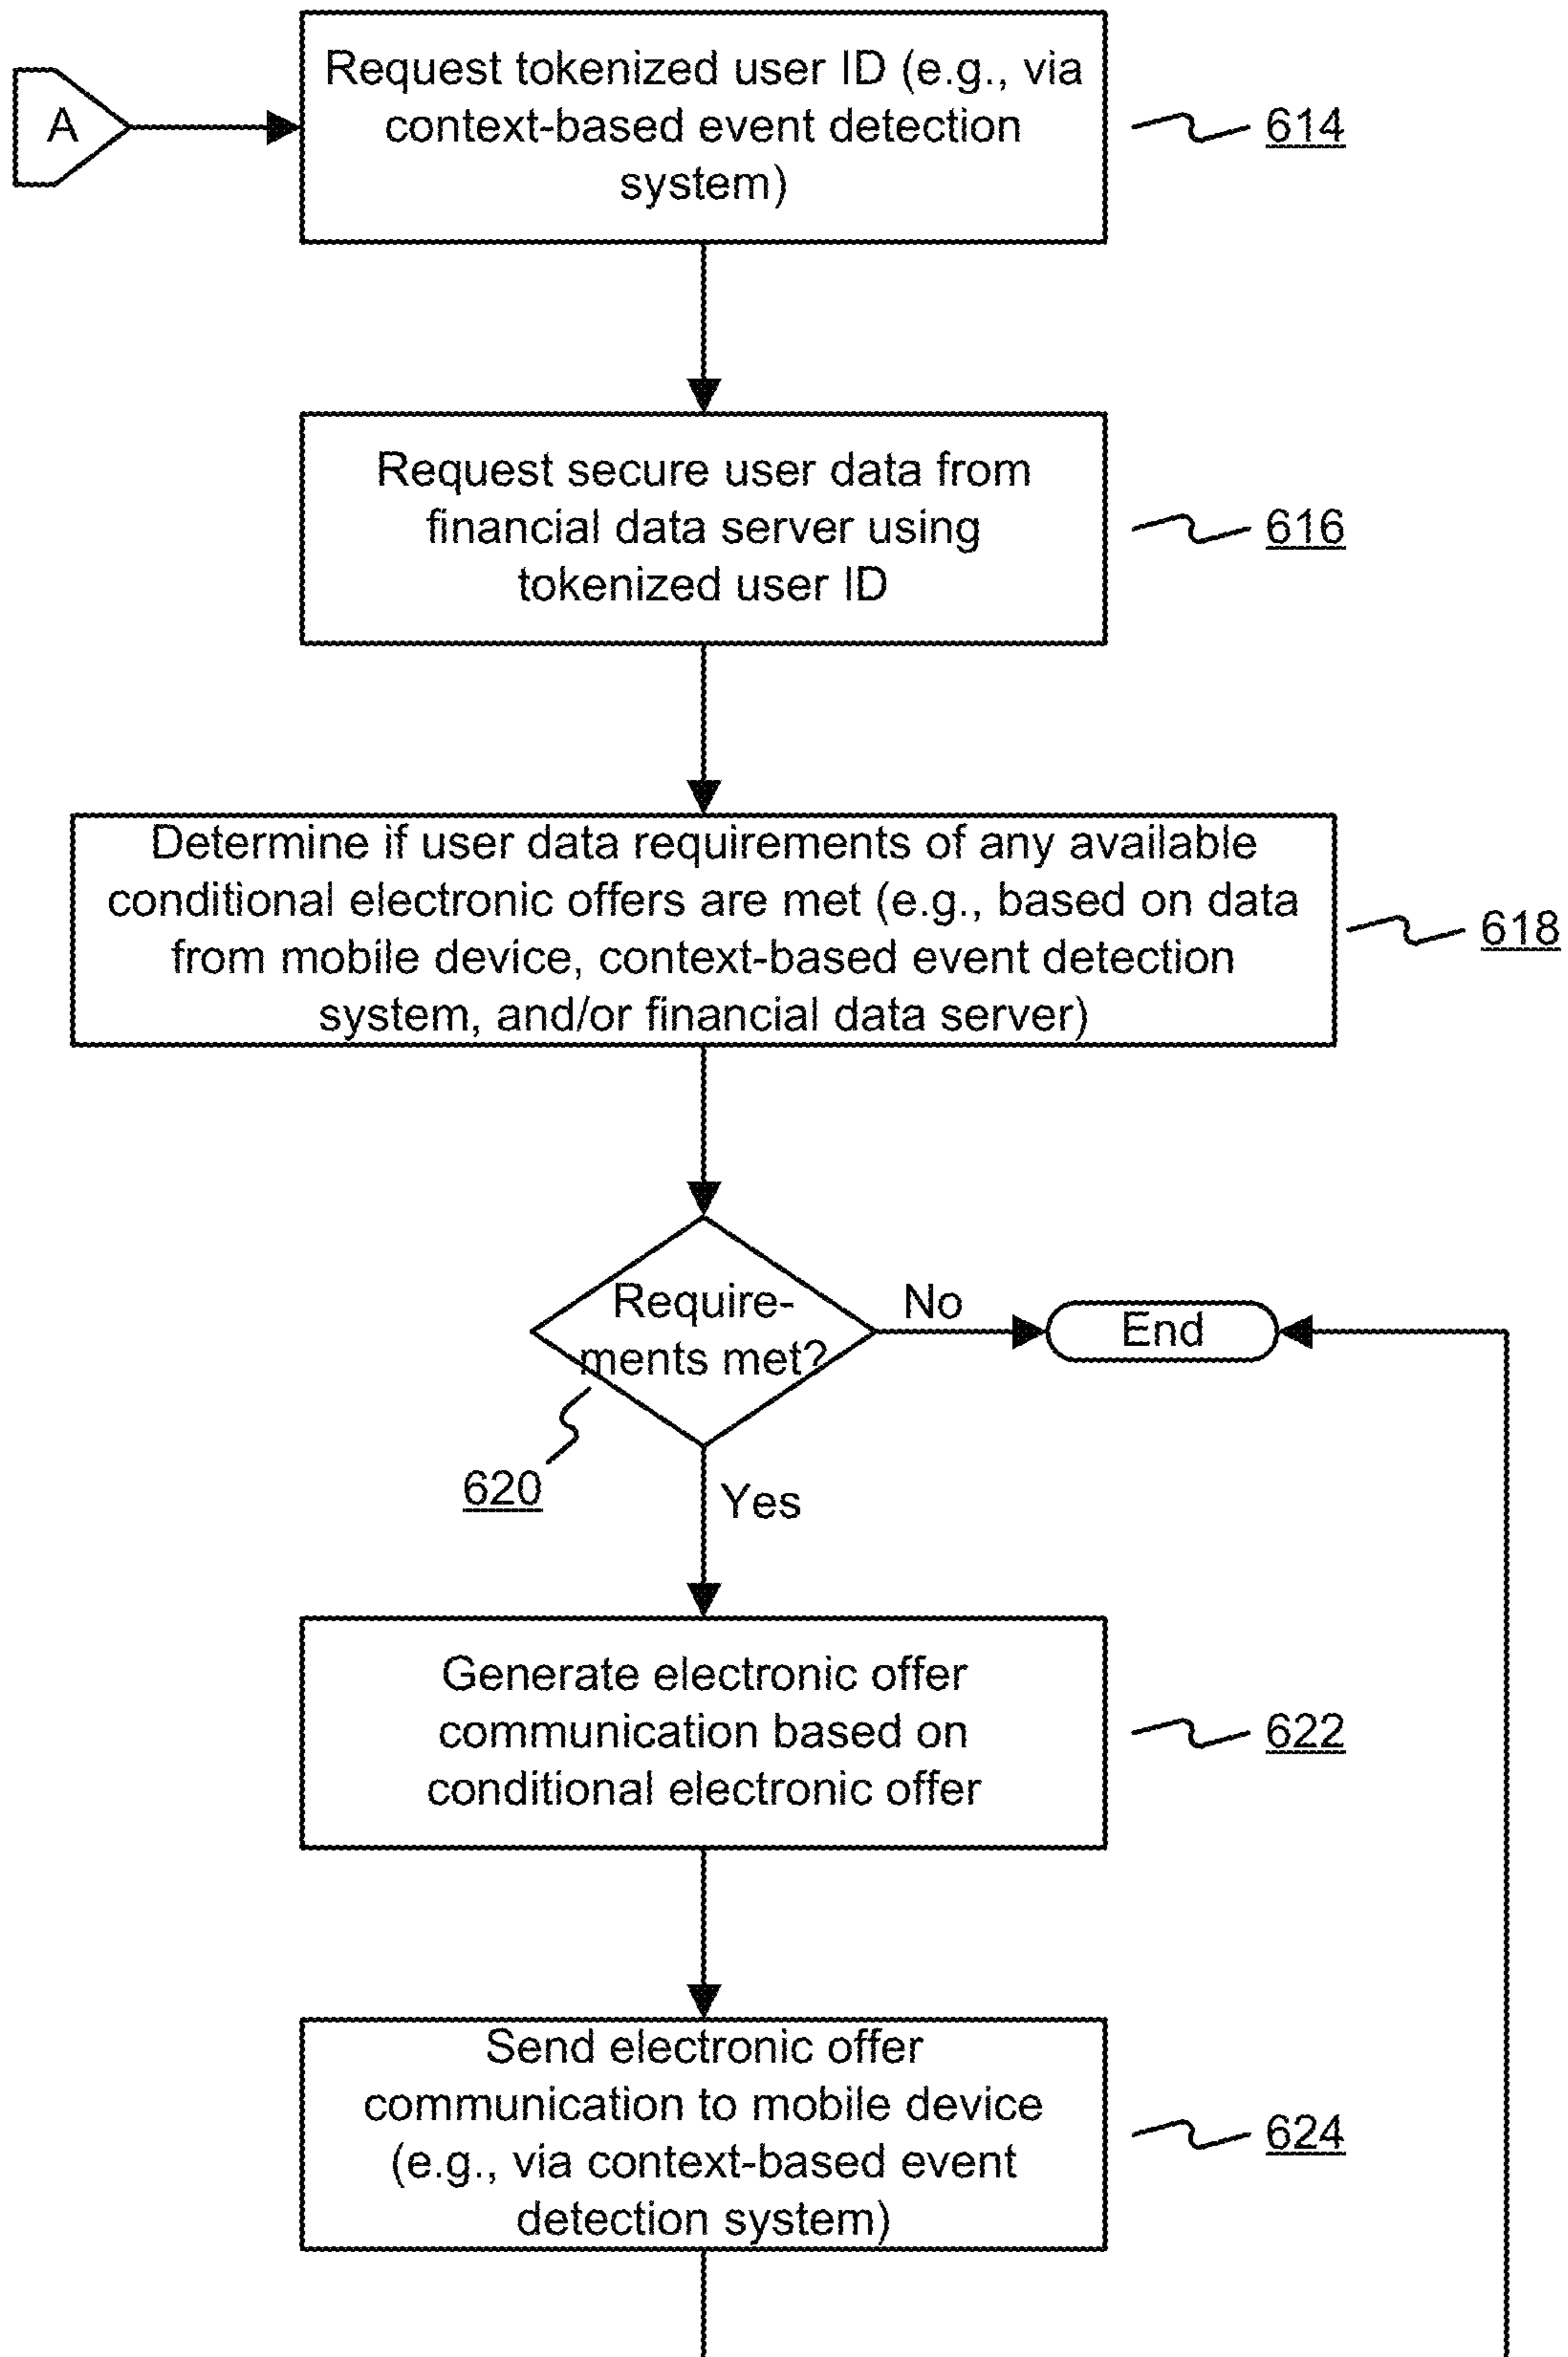 A
Request tokenized user ID (e.g., via
context-based event detection
system)
614
Request secure user data from
financial data server using
tokenized user ID
616
Determine if user data requirements of any available
conditional electronic offers are met (e.g., based on data
from mobile device, context-based event detection
system, and/or financial data server)
618
Require-
ments met?
No
End
620
Yes
Generate electronic offer
communication based on
conditional electronic offer
622
Send electronic offer
communication to mobile device
(e.g., via context-based event
detection system)
624